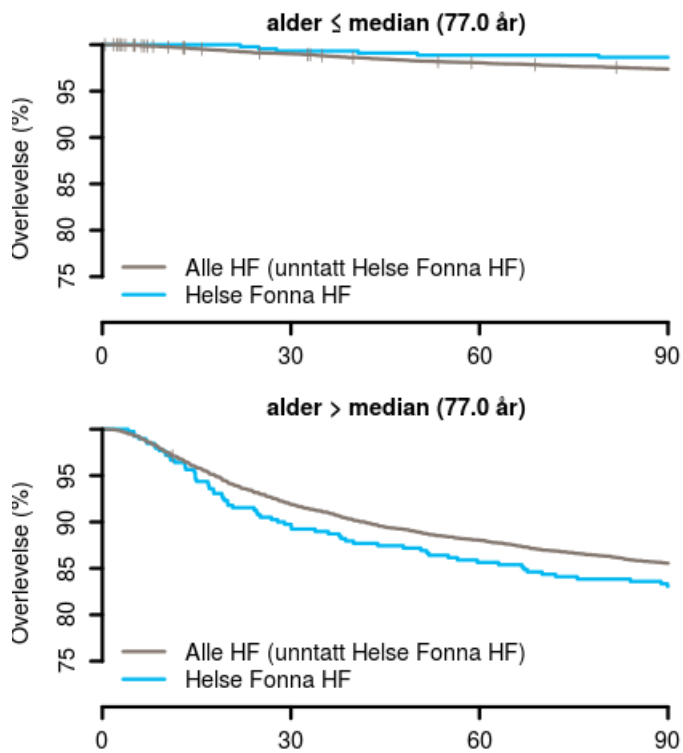 alder ≤ median (77.0 år)
Overlevelse (%)
95
90
85
80
75
Alle HF (unntatt Helse Fonna HF)
Helse Fonna HF
0 30 60 90
alder > median (77.0 år)
Overlevelse (%)
95
90
85
80
75
Alle HF (unntatt Helse Fonna HF)
Helse Fonna HF
0 30 60 90